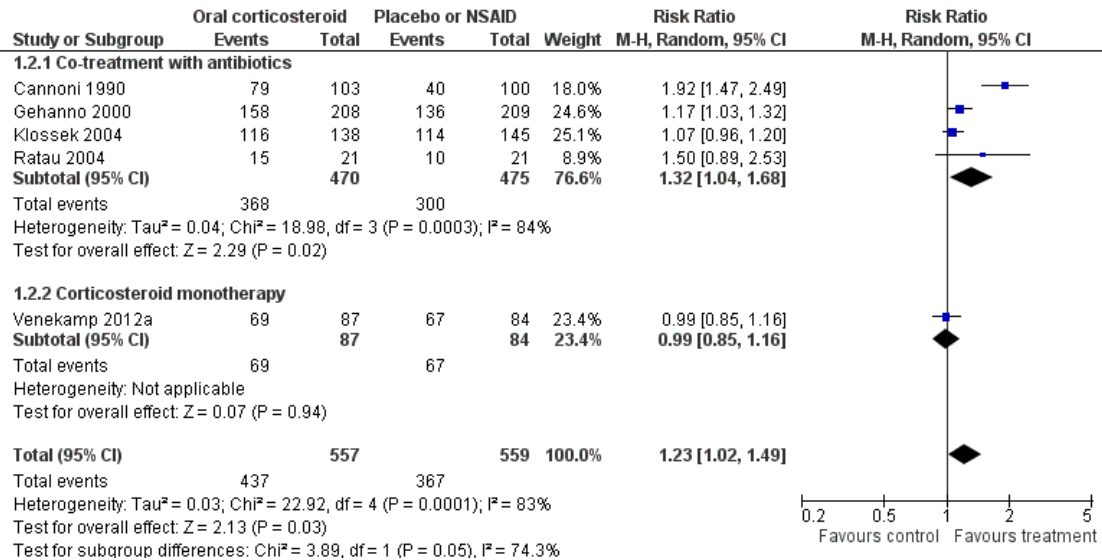 Oral corticosteroid Placebo or NSAID Risk Ratio Risk Ratio
Study or Subgroup Events Total Events Total Weight M-H, Random, 95% CI M-H, Random, 95% CI
1.2.1 Co-treatment with antibiotics
Cannoni 1990 79 103 40 100 18.0% 1.92 [1.47, 2.49]
Gehanno 2000 158 208 136 209 24.6% 1.17 [1.03, 1.32]
Klossek 2004 116 138 114 145 25.1% 1.07 [0.96, 1.20]
Ratau 2004 15 21 10 21 8.9% 1.50 [0.89, 2.53]
Subtotal (95% CI) 470 475 76.6% 1.32 [1.04, 1.68]
Total events 368 300
Heterogeneity: Tau² = 0.04; Chi² = 18.98, df = 3 (P = 0.0003); I² = 84%
Test for overall effect: Z = 2.29 (P = 0.02)
1.2.2 Corticosteroid monotherapy
Venekamp 2012a 69 87 67 84 23.4% 0.99 [0.85, 1.16]
Subtotal (95% CI) 87 84 23.4% 0.99 [0.85, 1.16]
Total events 69 67
Heterogeneity: Not applicable
Test for overall effect: Z = 0.07 (P = 0.94)
Total (95% CI) 557 559 100.0% 1.23 [1.02, 1.49]
Total events 437 367
Heterogeneity: Tau² = 0.03; Chi² = 22.92, df = 4 (P = 0.0001); I² = 83%
Test for overall effect: Z = 2.13 (P = 0.03)
Test for subgroup differences: Chi² = 3.89, df = 1 (P = 0.05), I² = 74.3%
0.2 0.5 1 2 5
Favours control Favours treatment